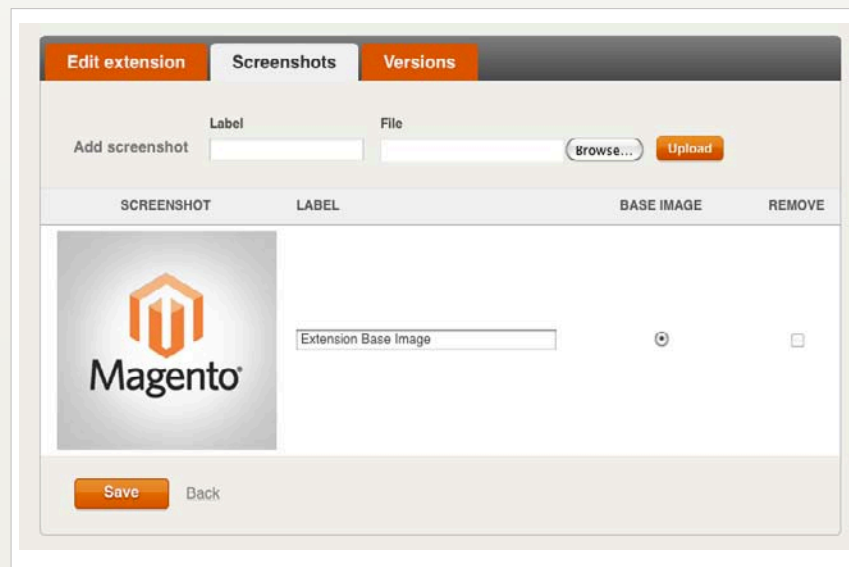 Edit extension Screenshots Versions
Label File
Add screenshot Browse... Upload
SCREENSHOT LABEL BASE IMAGE REMOVE
Extension Base Image
Magento®
Save Back